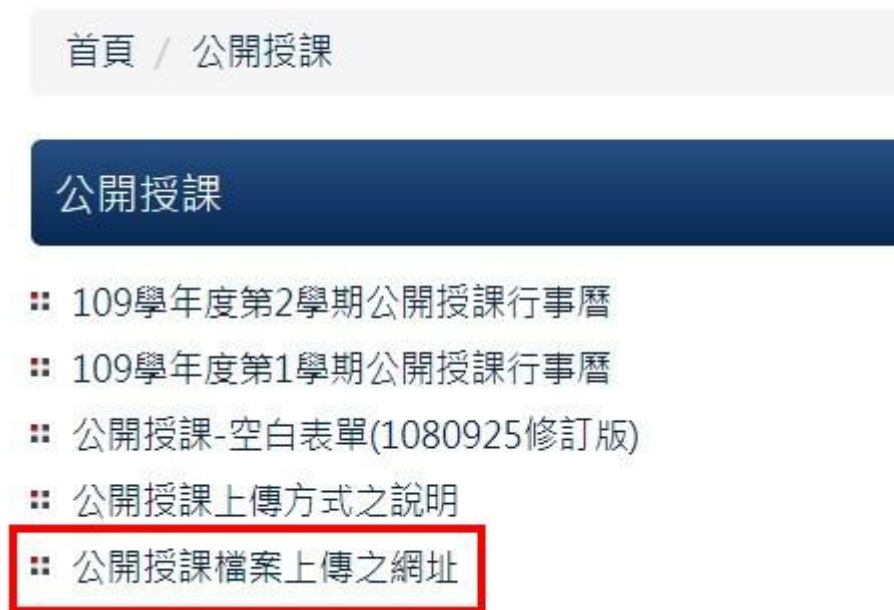 首頁 / 公開授課
公開授課
109學年度第2學期公開授課行事曆
109學年度第1學期公開授課行事曆
公開授課-空白表單(1080925修訂版)
公開授課上傳方式之說明
公開授課檔案上傳之網址